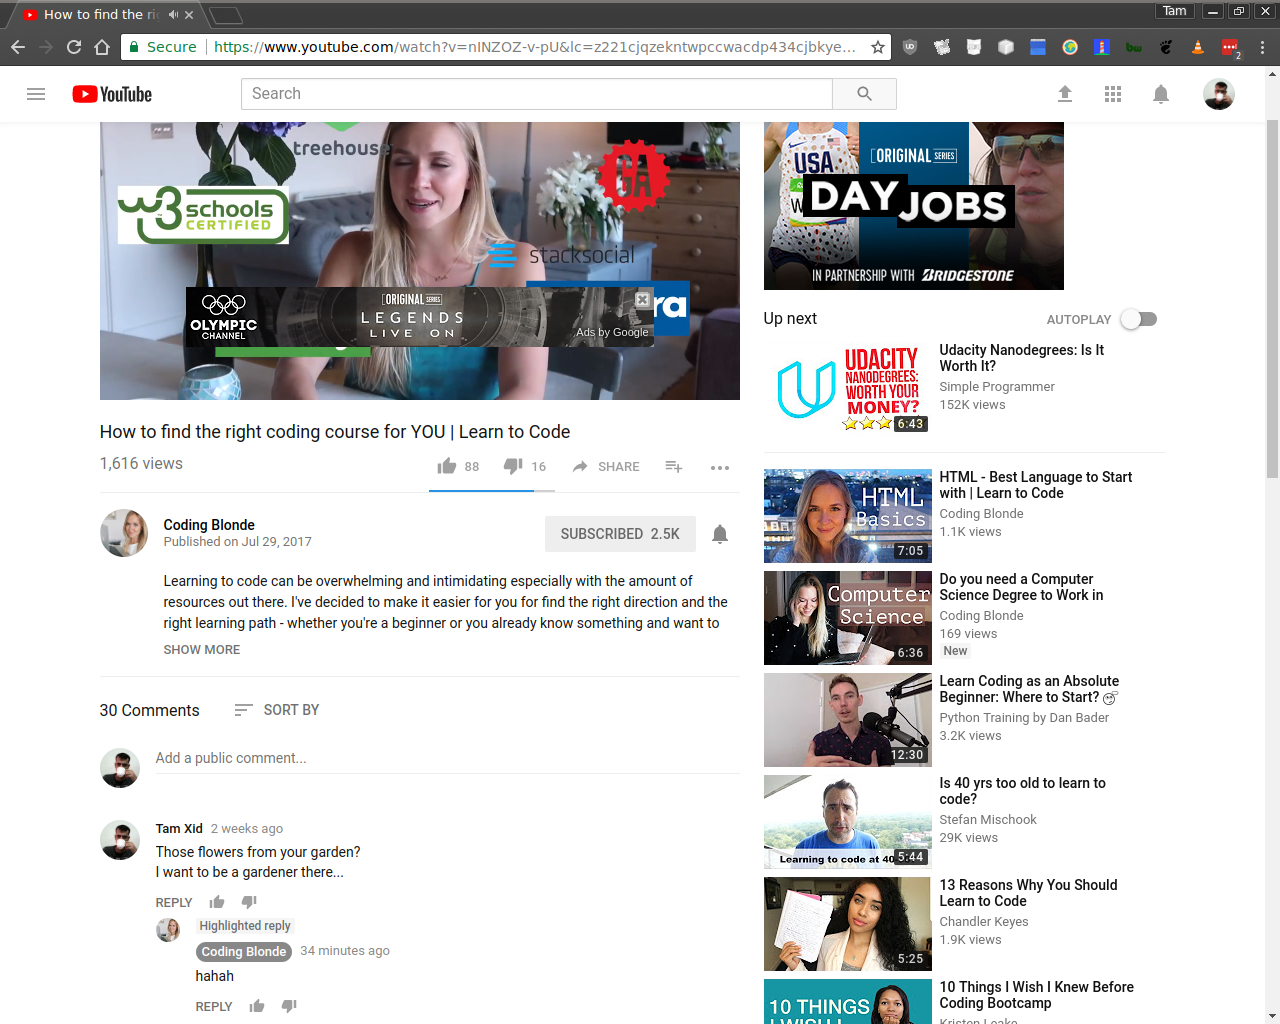 How to find the ri
Tam
Secure
https://www.youtube.com/watch?v=nINZOZ-v-pU&lc=z221cjqzekntwpccwacdp434cjbkye...
2
YouTube
Search
treehouse
w3schools
CERTIFIED
GA
stacksocial
ra
OLYMPIC
CHANNEL
ORIGINAL SERIES
LEGENDS
LIVE ON
Ads by Google
USA
ORIGINAL SERIES
DAY JOBS
IN PARTNERSHIP WITH BRIDGESTONE
How to find the right coding course for YOU | Learn to Code
1,616 views
88
16
SHARE
Coding Blonde
Published on Jul 29, 2017
SUBSCRIBED 2.5K
Learning to code can be overwhelming and intimidating especially with the amount of
resources out there. I've decided to make it easier for you for find the right direction and the
right learning path - whether you're a beginner or you already know something and want to
SHOW MORE
30 Comments
SORT BY
Add a public comment...
Tam Xid 2 weeks ago
Those flowers from your garden?
I want to be a gardener there...
REPLY
Highlighted reply
Coding Blonde 34 minutes ago
hahah
REPLY
Up next
AUTOPLAY
UDACITY
NANODEGREES:
WORTH YOUR
MONEY?
6:43
Udacity Nanodegrees: Is It
Worth It?
Simple Programmer
152K views
HTML
Basics
7:05
HTML - Best Language to Start
with | Learn to Code
Coding Blonde
1.1K views
Computer
Science
6:36
Do you need a Computer
Science Degree to Work in
Coding Blonde
169 views
New
12:30
Learn Coding as an Absolute
Beginner: Where to Start? 😴
Python Training by Dan Bader
3.2K views
Learning to code at 40
5:44
Is 40 yrs too old to learn to
code?
Stefan Mischook
29K views
5:25
13 Reasons Why You Should
Learn to Code
Chandler Keyes
1.9K views
10 THINGS
I WISH I
10 Things I Wish I Knew Before
Coding Bootcamp
Kristen Leake